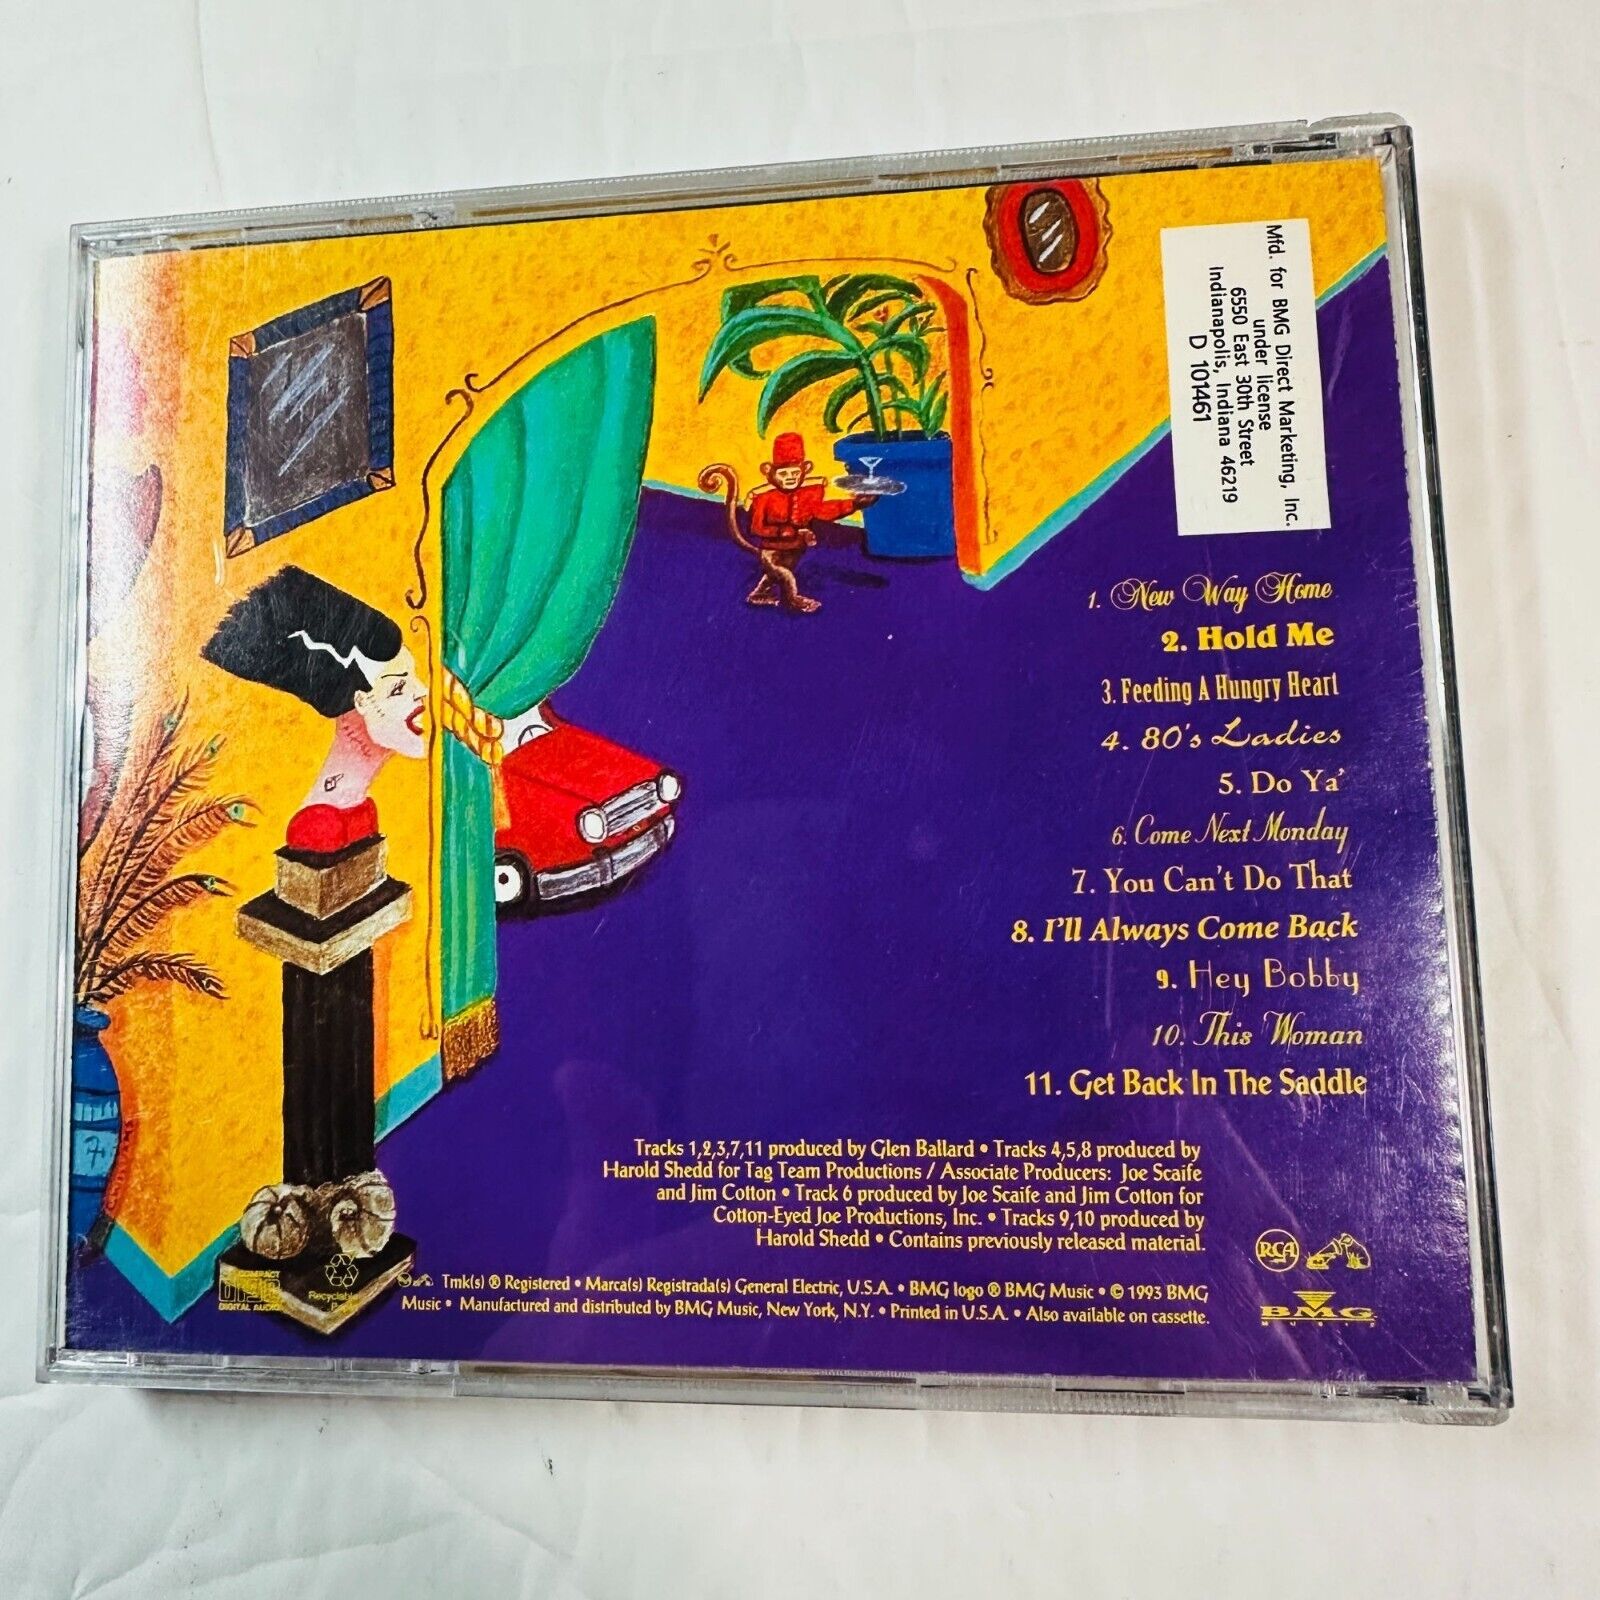 Mfd. for BMG Direct Marketing, Inc.
under license
6550 East 30th Street
Indianapolis, Indiana 46219
D 101461
1. New Way Home
2. Hold Me
3. Feeding A Hungry Heart
4. 80's Ladies
5. Do Ya'
6. Come Next Monday
7. You Can't Do That
8. I'll Always Come Back
9. Hey Bobby
10. This Woman
11. Get Back In The Saddle
Tracks 1,2,3,7,11 produced by Glen Ballard • Tracks 4,5,8 produced by
Harold Shedd for Tag Team Productions / Associate Producers: Joe Scaife
and Jim Cotton • Track 6 produced by Joe Scaife and Jim Cotton for
Cotton-Eyed Joe Productions, Inc. • Tracks 9,10 produced by
Harold Shedd • Contains previously released material.
RCA
COMPACT
disc
DIGITAL AUDIO
Recyclable
Tmk(s) ® Registered • Marca(s) Registrada(s) General Electric, U.S.A. • BMG logo ® BMG Music • © 1993 BMG
Music • Manufactured and distributed by BMG Music, New York, N.Y. • Printed in U.S.A. • Also available on cassette.
BMG
MUSIC